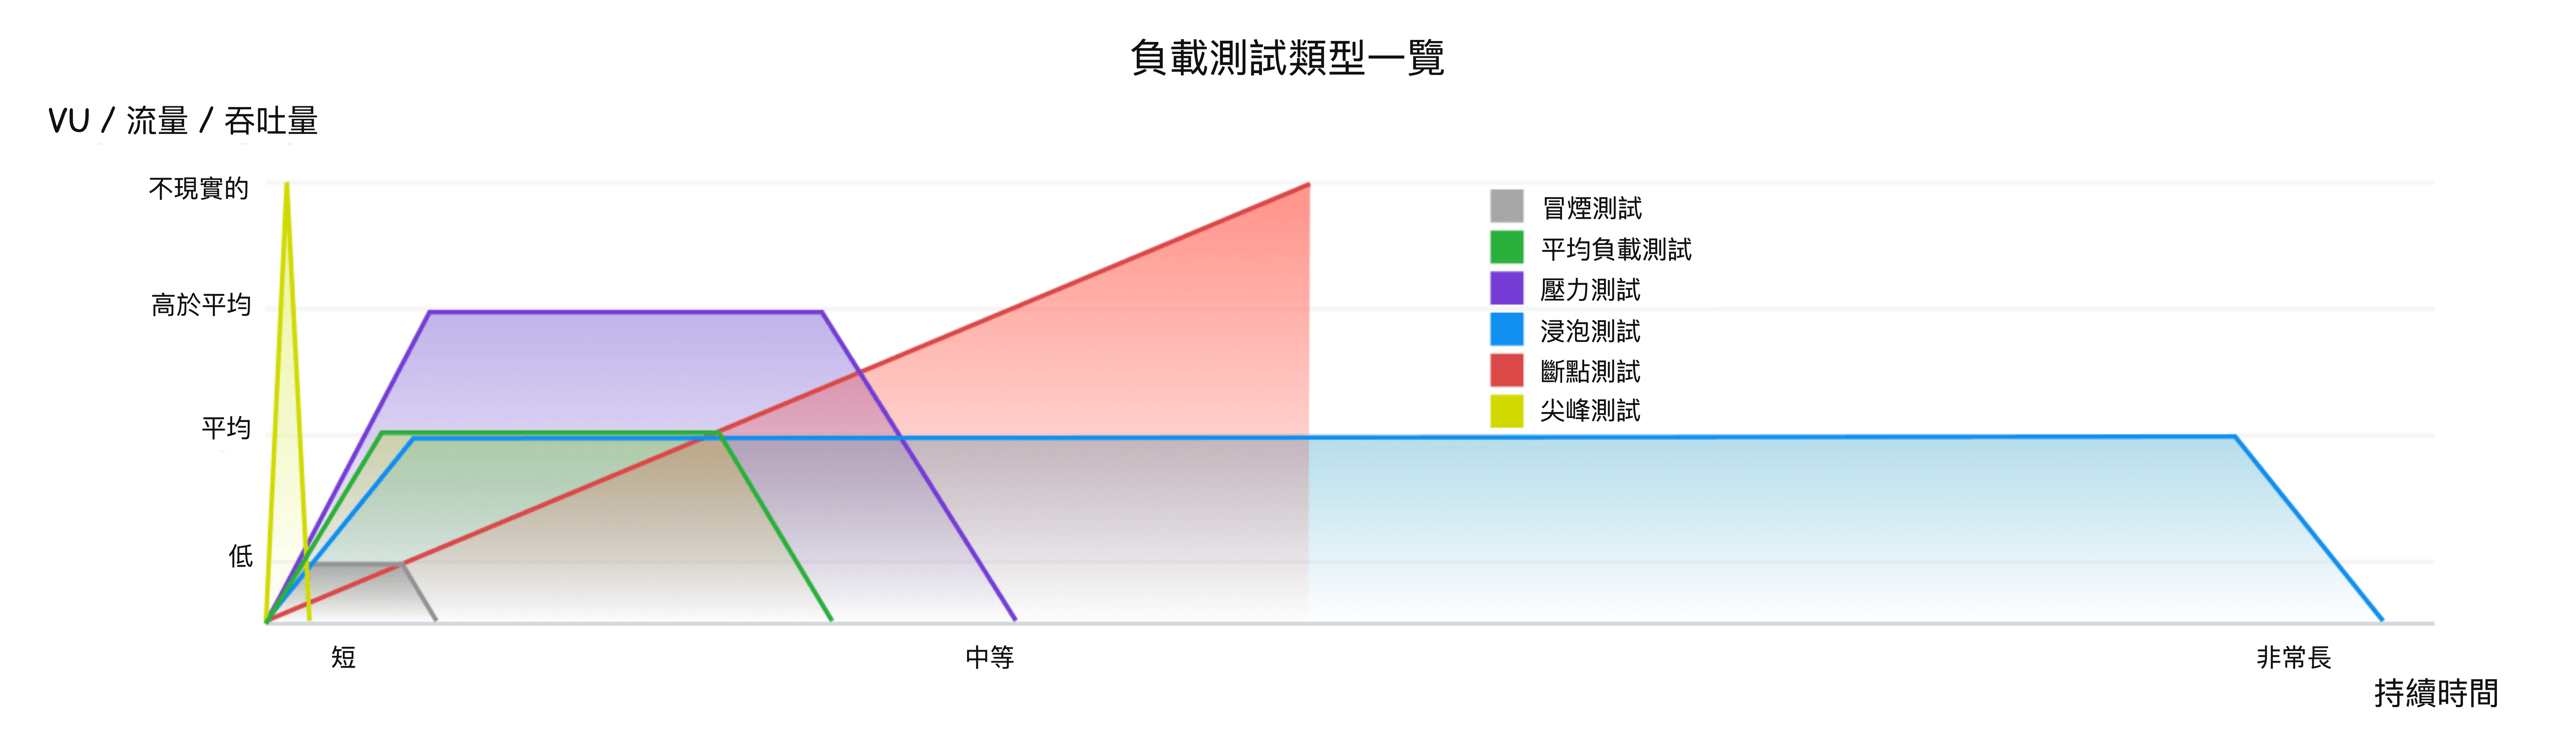 負載測試類型一覽
VU / 流量 / 吞吐量
不現實的
高於平均
平均
低
冒煙測試
平均負載測試
壓力測試
浸泡測試
斷點測試
尖峰測試
短
中等
非常長
持續時間